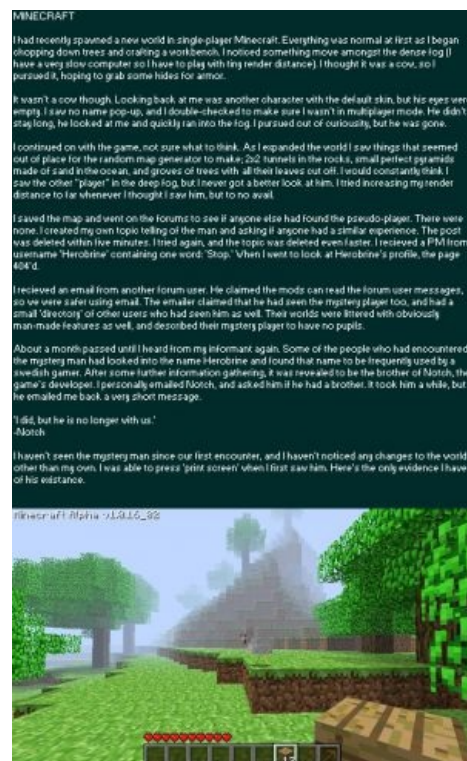 MINECRAFT
I had recently spawned a new world in single-player Minecraft. Everything was normal at first as I began
chopping down trees and crafting a workbench. I noticed something move amongst the dense fog (I
have a very slow computer so I have to play with tiny render distance). I thought it was a cow, so I
pursued it, hoping to grab some hides for armor.
It wasn't a cow though. Looking back at me was another character with the default skin, but his eyes were
empty. I saw no name pop-up, and I double-checked to make sure I wasn't in multiplayer mode. He didn't
stay long, he looked at me and quickly ran into the fog. I pursued out of curiousity, but he was gone.
I continued on with the game, not sure what to think. As I expanded the world I saw things that seemed
out of place for the random map generator to make; 2x2 tunnels in the rocks, small perfect pyramids
made of sand in the ocean, and groves of trees with all their leaves cut off. I would constantly think I
saw the other "player" in the deep fog, but I never got a better look at him. I tried increasing my render
distance to far whenever I thought I saw him, but to no avail.
I saved the map and went on the forums to see if anyone else had found the pseudo-player. There were
none. I created my own topic telling of the man and asking if anyone had a similar experience. The post
was deleted within five minutes. I tried again, and the topic was deleted even faster. I recieved a PM from
username 'Herobrine' containing one word: 'Stop.' When I went to look at Herobrine's profile, the page
404'd.
I recieved an email from another forum user. He claimed the mods can read the forum user messages,
so we were safer using email. The emailer claimed that he had seen the mystery player too, and had a
small 'directory' of other users who had seen him as well. Their worlds were littered with obviously
man-made features as well, and described their mystery player to have no pupils.
About a month passed until I heard from my informant again. Some of the people who had encountered
the mystery man had looked into the name Herobrine and found that name to be frequently used by a
swedish gamer. After some further information gathering, it was revealed to be the brother of Notch, the
game's developer. I personally emailed Notch, and asked him if he had a brother. It took him a while, but
he emailed me back a very short message.
'I did, but he is no longer with us.'
-Notch
I haven't seen the mystery man since our first encounter, and I haven't noticed any changes to the world
other than my own. I was able to press 'print screen' when I first saw him. Here's the only evidence I have
of his existance.
Minecraft Alpha v1.0.16_02